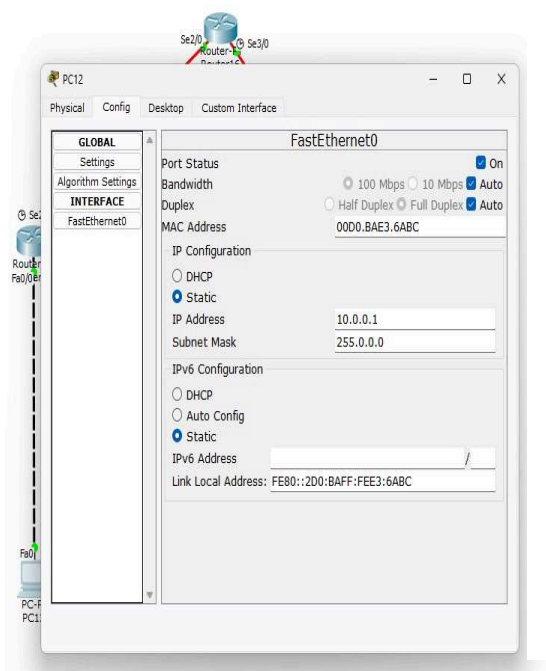 Se2/0
Se3/0
PC12
Physical Config Desktop Custom Interface
GLOBAL
Settings
Algorithm Settings
INTERFACE
FastEthernet0
FastEthernet0
Port Status On
Bandwidth 100 Mbps 10 Mbps Auto
Duplex Half Duplex Full Duplex Auto
MAC Address 00D0.BAE3.6ABC
IP Configuration
DHCP
Static
IP Address 10.0.0.1
Subnet Mask 255.0.0.0
IPv6 Configuration
DHCP
Auto Config
Static
IPv6 Address /
Link Local Address: FE80::2D0:BAFF:FEE3:6ABC
Fa0/0
Fa0